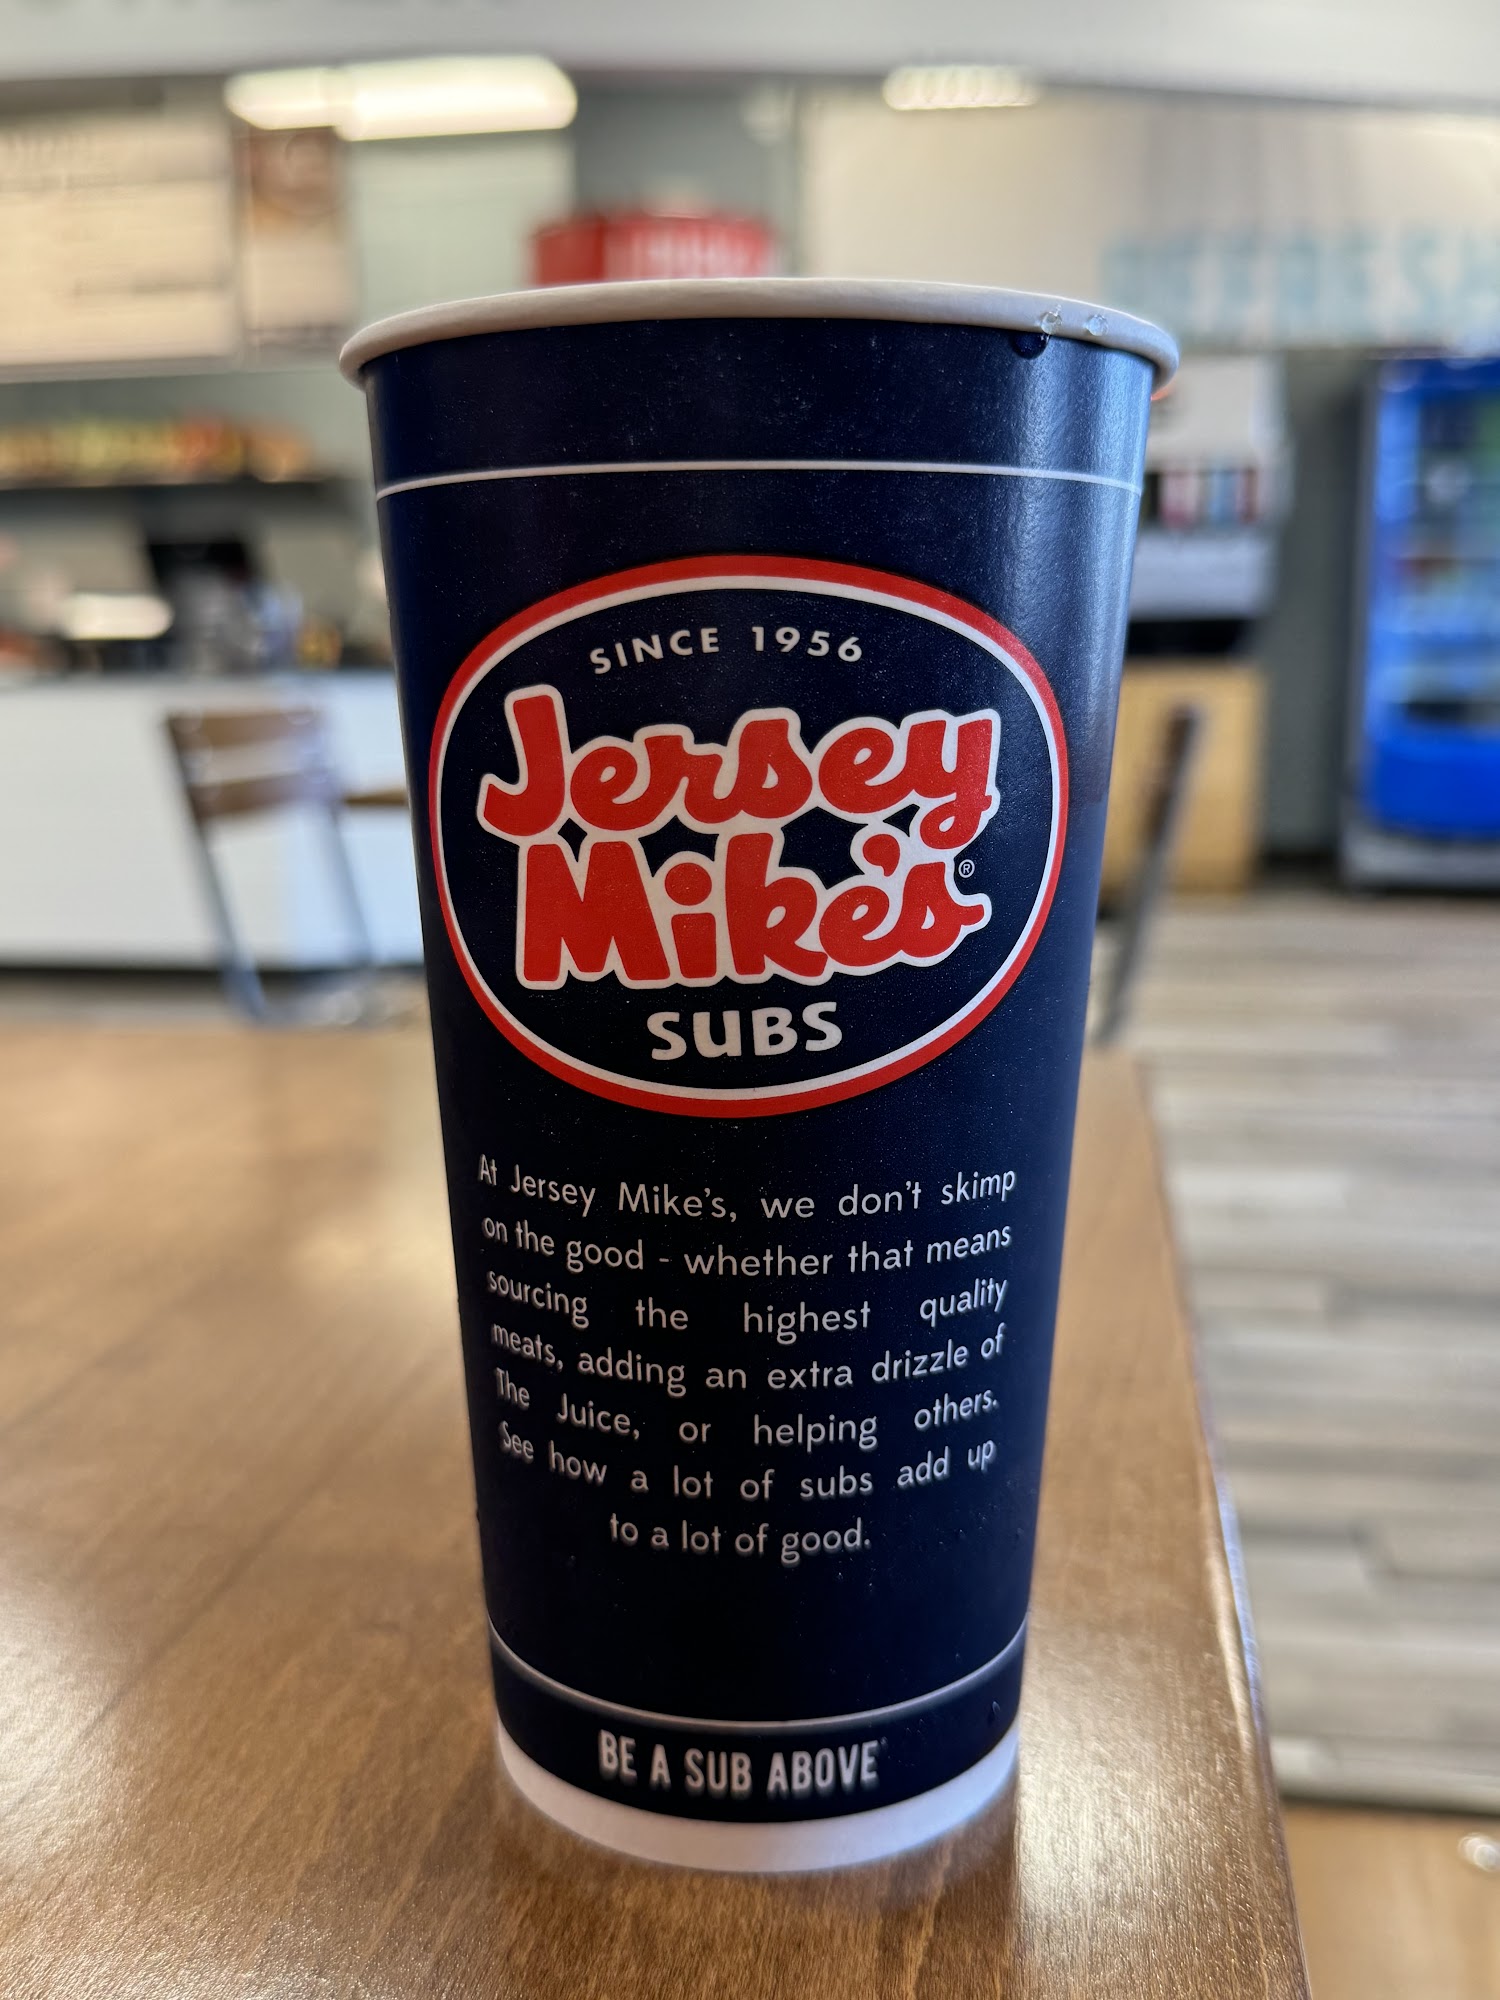 SINCE 1956
Jersey
Mike's®
SUBS
At Jersey Mike's, we don't skimp
on the good - whether that means
sourcing the highest quality
meats, adding an extra drizzle of
The Juice, or helping others.
See how a lot of subs add up
to a lot of good.
BE A SUB ABOVE